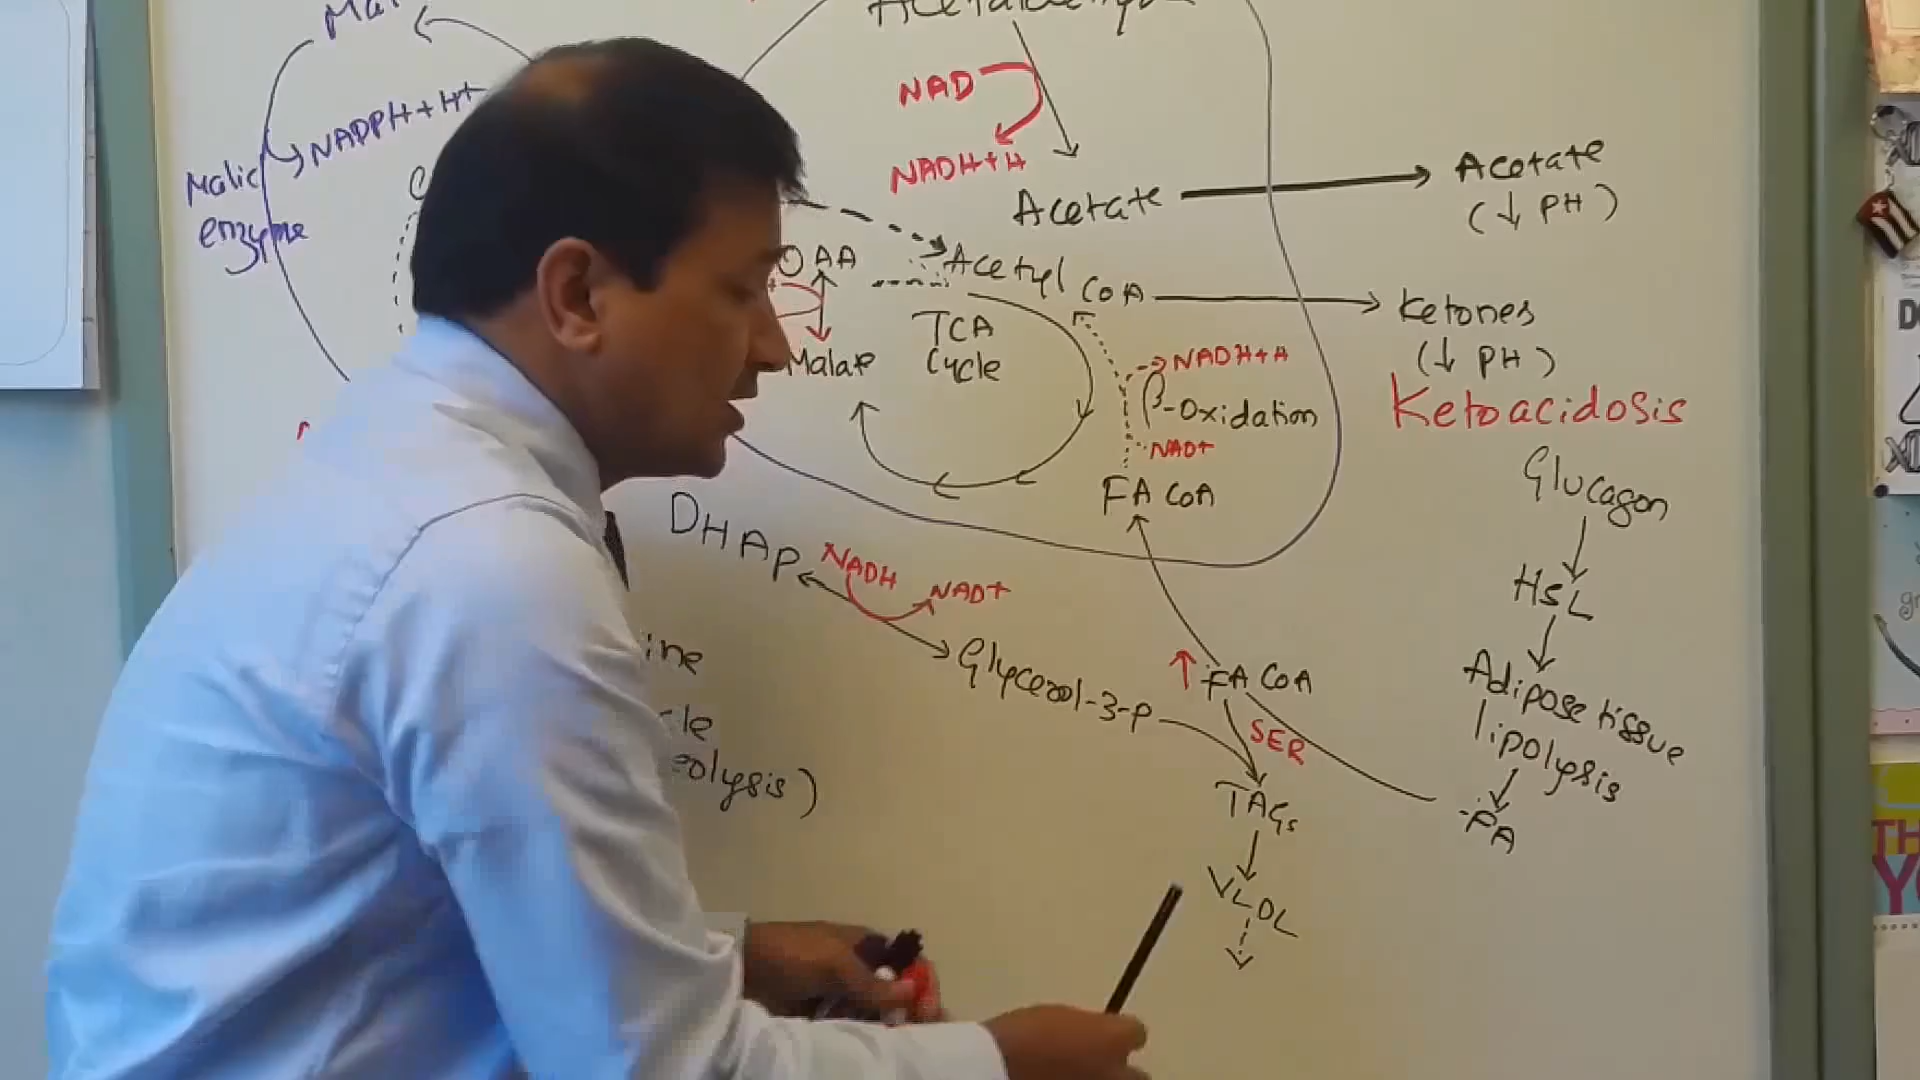 NAD
NADPH+H+
NADH+H
Acetate
Acetate
(↓ PH)
Malic
enzyme
OAA
Acetyl CoA
Ketones
(↓ PH)
Malate
TCA
Cycle
NADH+H
β-Oxidation
NAD+
Ketoacidosis
FA CoA
Glucagon
DHAP
NADH
NAD+
HSL
Glycerol-3-P
↑ FA CoA
SER
Adipose tissue
lipolysis
TAGs
FA
VLDL